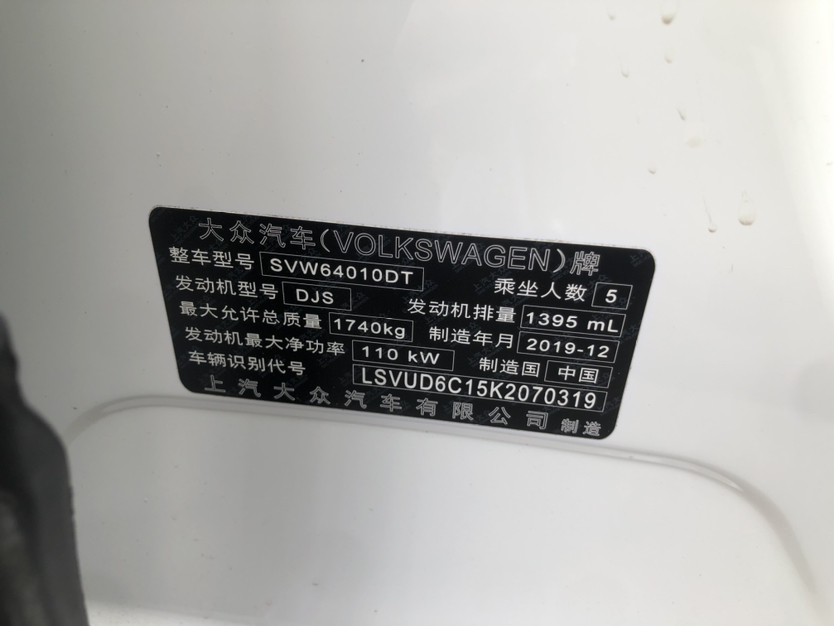 大众汽车(VOLKSWAGEN)牌
整车型号 SVW64010DT 乘坐人数 5
发动机型号 DJS 发动机排量 1395 mL
最大允许总质量 1740kg 制造年月 2019-12
发动机最大净功率 110 kW 制造国 中国
车辆识别代号 LSVUD6C15K2070319
上汽大众汽车有限公司 制造